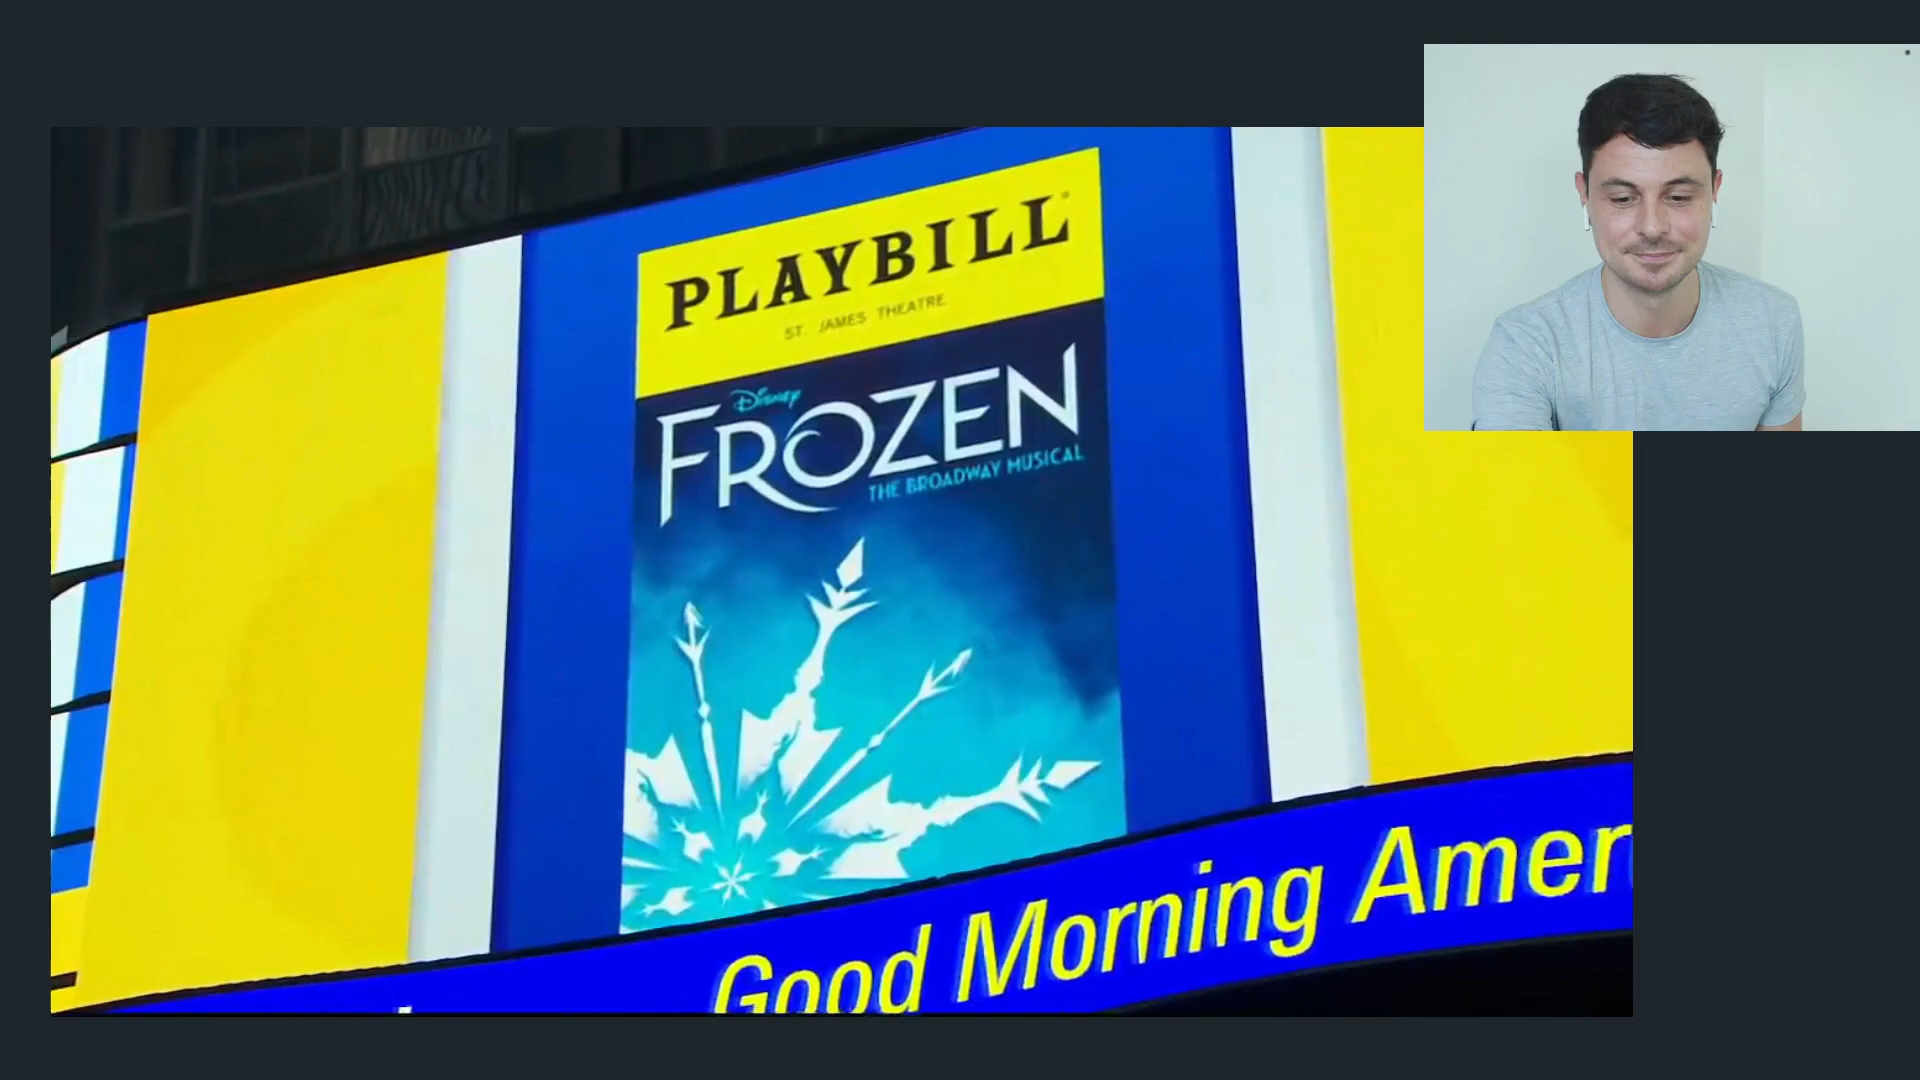 PLAYBILL
ST. JAMES THEATRE
Disney
FROZEN
THE BROADWAY MUSICAL
Good Morning Amer